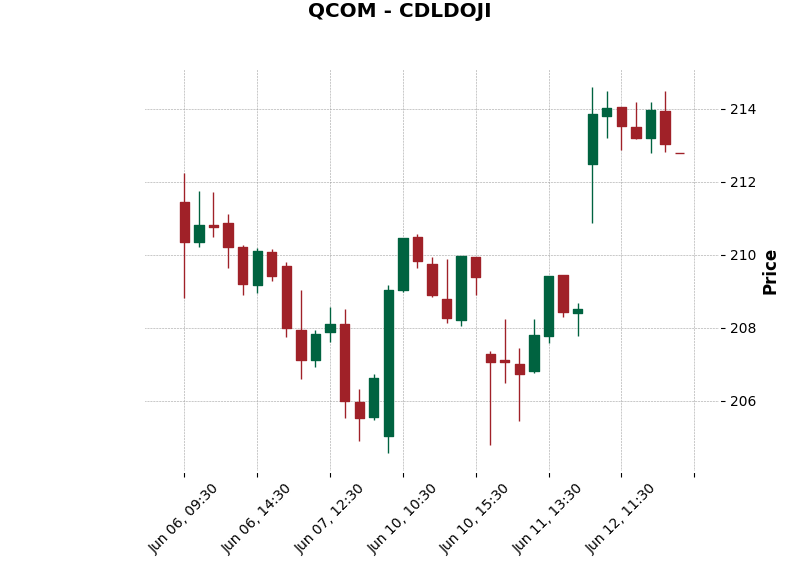 QCOM - CDLDOJI
214
212
210
208
206
Price
Jun 06, 09:30
Jun 06, 14:30
Jun 07, 12:30
Jun 10, 10:30
Jun 10, 15:30
Jun 11, 13:30
Jun 12, 11:30